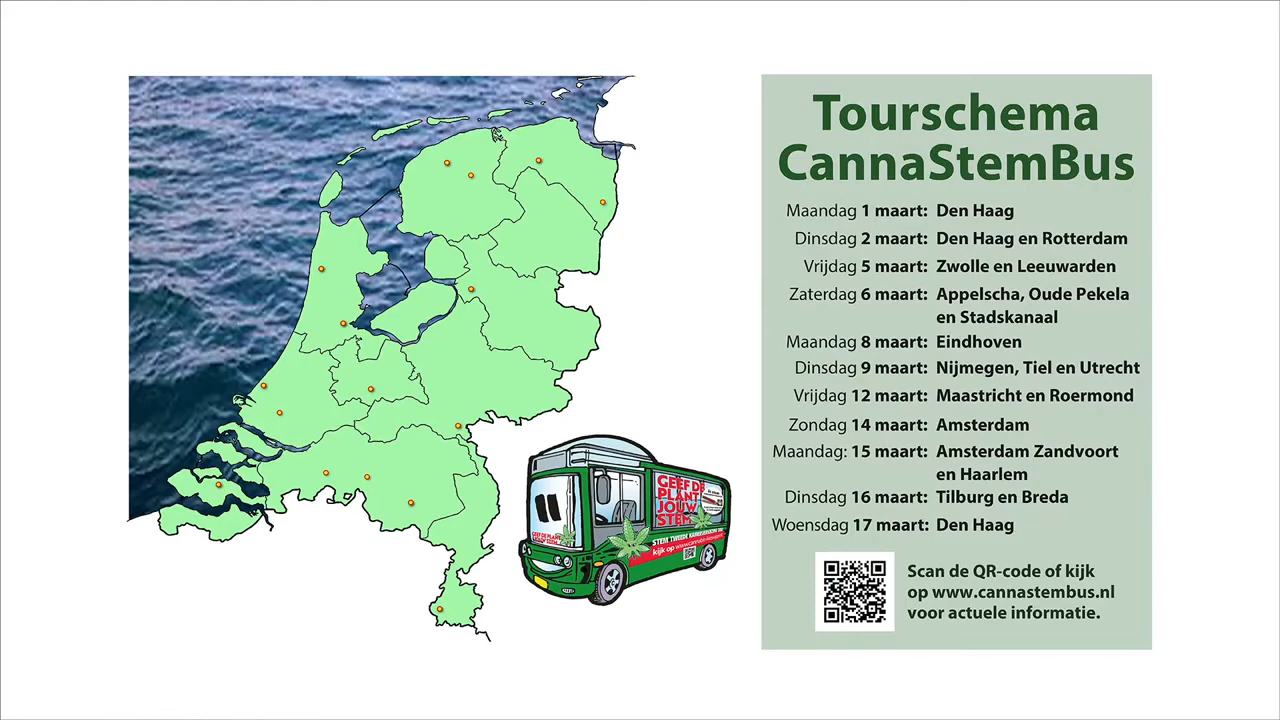 Tourschema
CannaStemBus
Maandag 1 maart: Den Haag
Dinsdag 2 maart: Den Haag en Rotterdam
Vrijdag 5 maart: Zwolle en Leeuwarden
Zaterdag 6 maart: Appelscha, Oude Pekela
en Stadskanaal
Maandag 8 maart: Eindhoven
Dinsdag 9 maart: Nijmegen, Tiel en Utrecht
Vrijdag 12 maart: Maastricht en Roermond
Zondag 14 maart: Amsterdam
Maandag: 15 maart: Amsterdam Zandvoort
en Haarlem
Dinsdag 16 maart: Tilburg en Breda
Woensdag 17 maart: Den Haag
Scan de QR-code of kijk
op www.cannastembus.nl
voor actuele informatie.
GEEF DE
PLANT
JOUW
STEM
STEM TWEEDE
kijk op